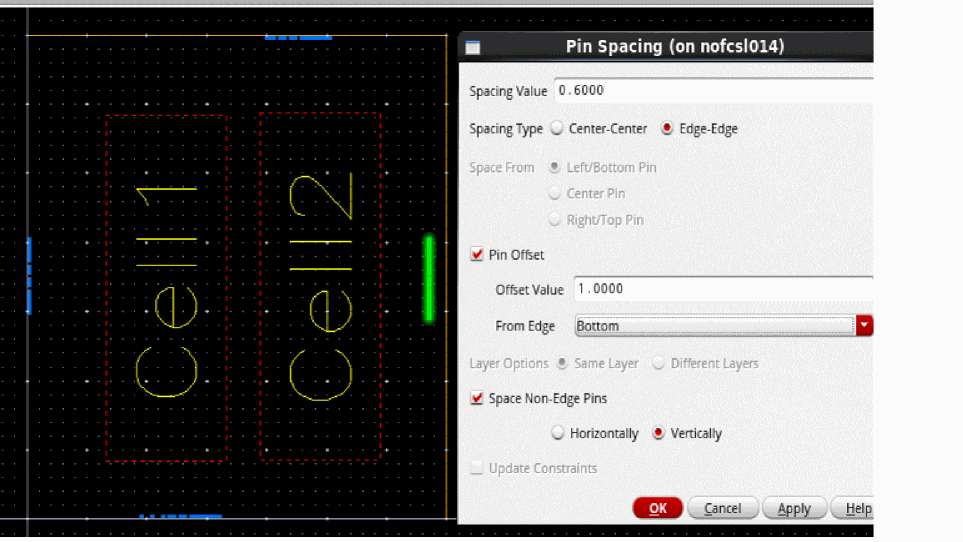 Pin Spacing (on nofcsl014)
Spacing Value 0.6000
Spacing Type Center-Center Edge-Edge
Space From Left/Bottom Pin
Center Pin
Right/Top Pin
Pin Offset
Offset Value 1.0000
From Edge Bottom
Layer Options Same Layer Different Layers
Space Non-Edge Pins
Horizontally Vertically
Update Constraints
OK Cancel Apply Help
Cell1
Cell2